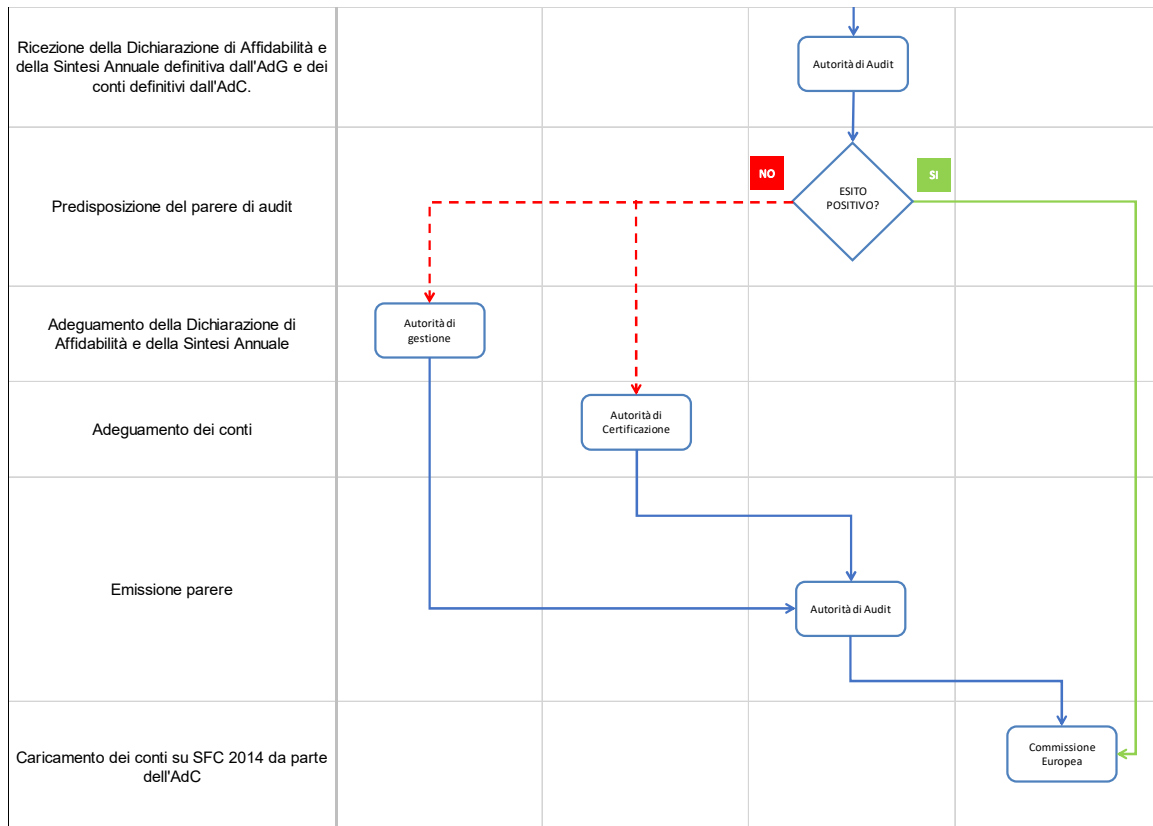 Ricezione della Dichiarazione di Affidabilità e
della Sintesi Annuale definitiva dall'AdG e dei
conti definitivi dall'AdC.
Autorità di Audit
Predisposizione del parere di audit
NO
ESITO
POSITIVO?
SI
Adeguamento della Dichiarazione di
Affidabilità e della Sintesi Annuale
Autorità di
gestione
Adeguamento dei conti
Autorità di
Certificazione
Emissione parere
Autorità di Audit
Caricamento dei conti su SFC 2014 da parte
dell'AdC
Commissione
Europea